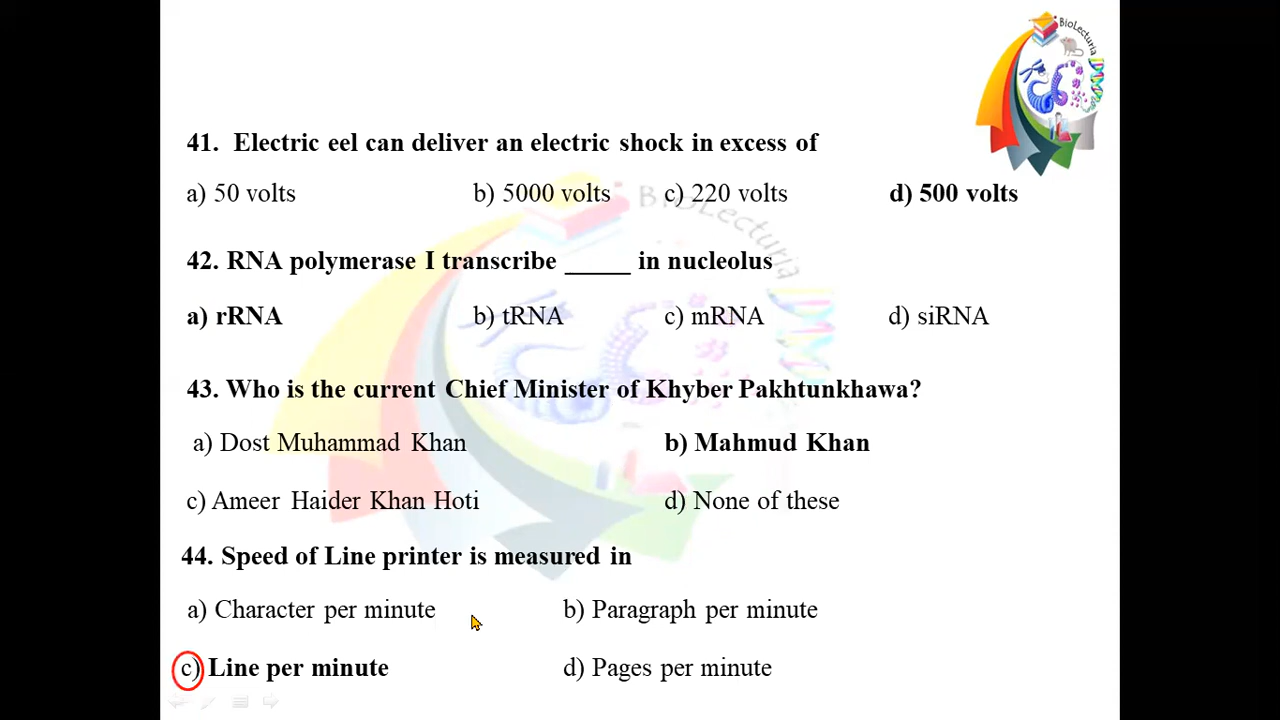 BioLecturia
41. Electric eel can deliver an electric shock in excess of
a) 50 volts b) 5000 volts c) 220 volts d) 500 volts
BioLecturia
42. RNA polymerase I transcribe _____ in nucleolus
a) rRNA b) tRNA c) mRNA d) siRNA
43. Who is the current Chief Minister of Khyber Pakhtunkhawa?
a) Dost Muhammad Khan b) Mahmud Khan
c) Ameer Haider Khan Hoti d) None of these
44. Speed of Line printer is measured in
a) Character per minute b) Paragraph per minute
c) Line per minute d) Pages per minute